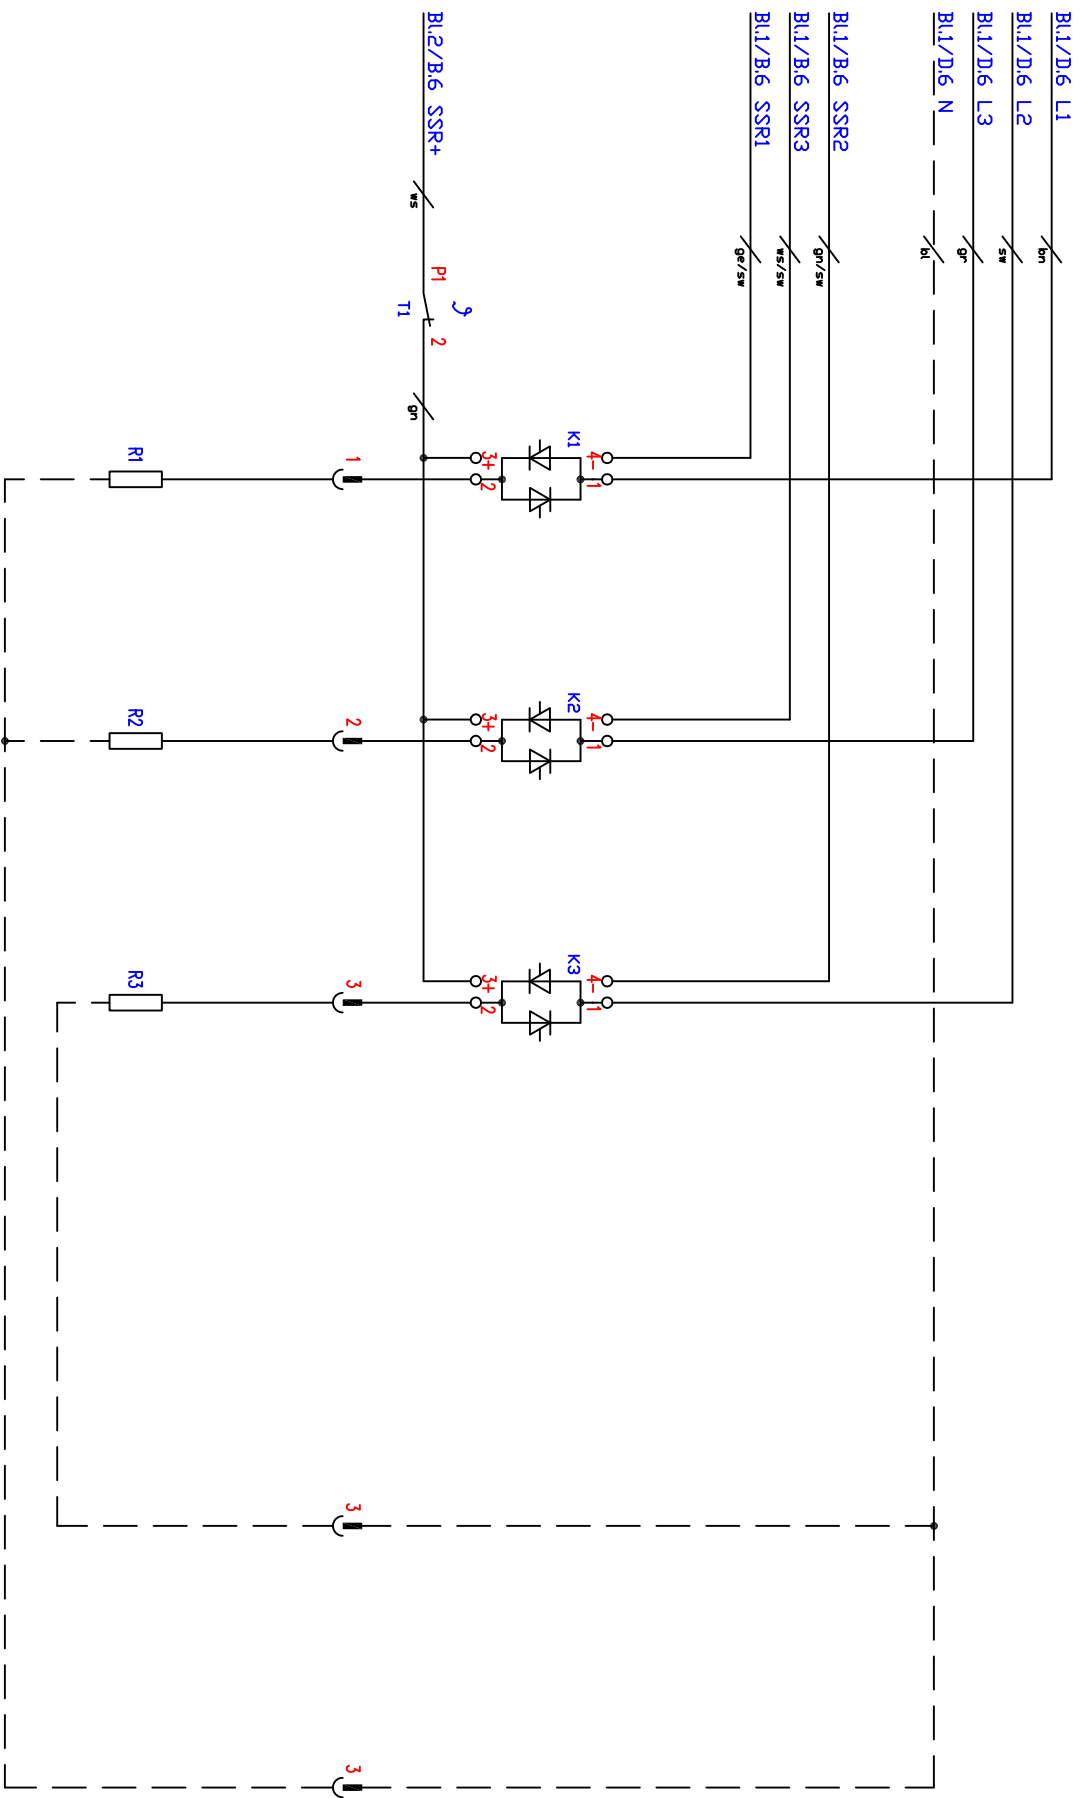 Bl.1/D.6 L1
bn
Bl.1/D.6 L2
sw
Bl.1/D.6 L3
gr
Bl.1/D.6 N
bl
Bl.1/B.6 SSR2
gn/sw
Bl.1/B.6 SSR3
ws/sw
Bl.1/B.6 SSR1
ge/sw
4- 1
4- 1
4- 1
K1
K2
K3
3+ 2
3+ 2
3+ 2
ϑ
Bl.2/B.6 SSR+
P1
2
ws
gn
T1
1
2
3
3
3
R1
R2
R3